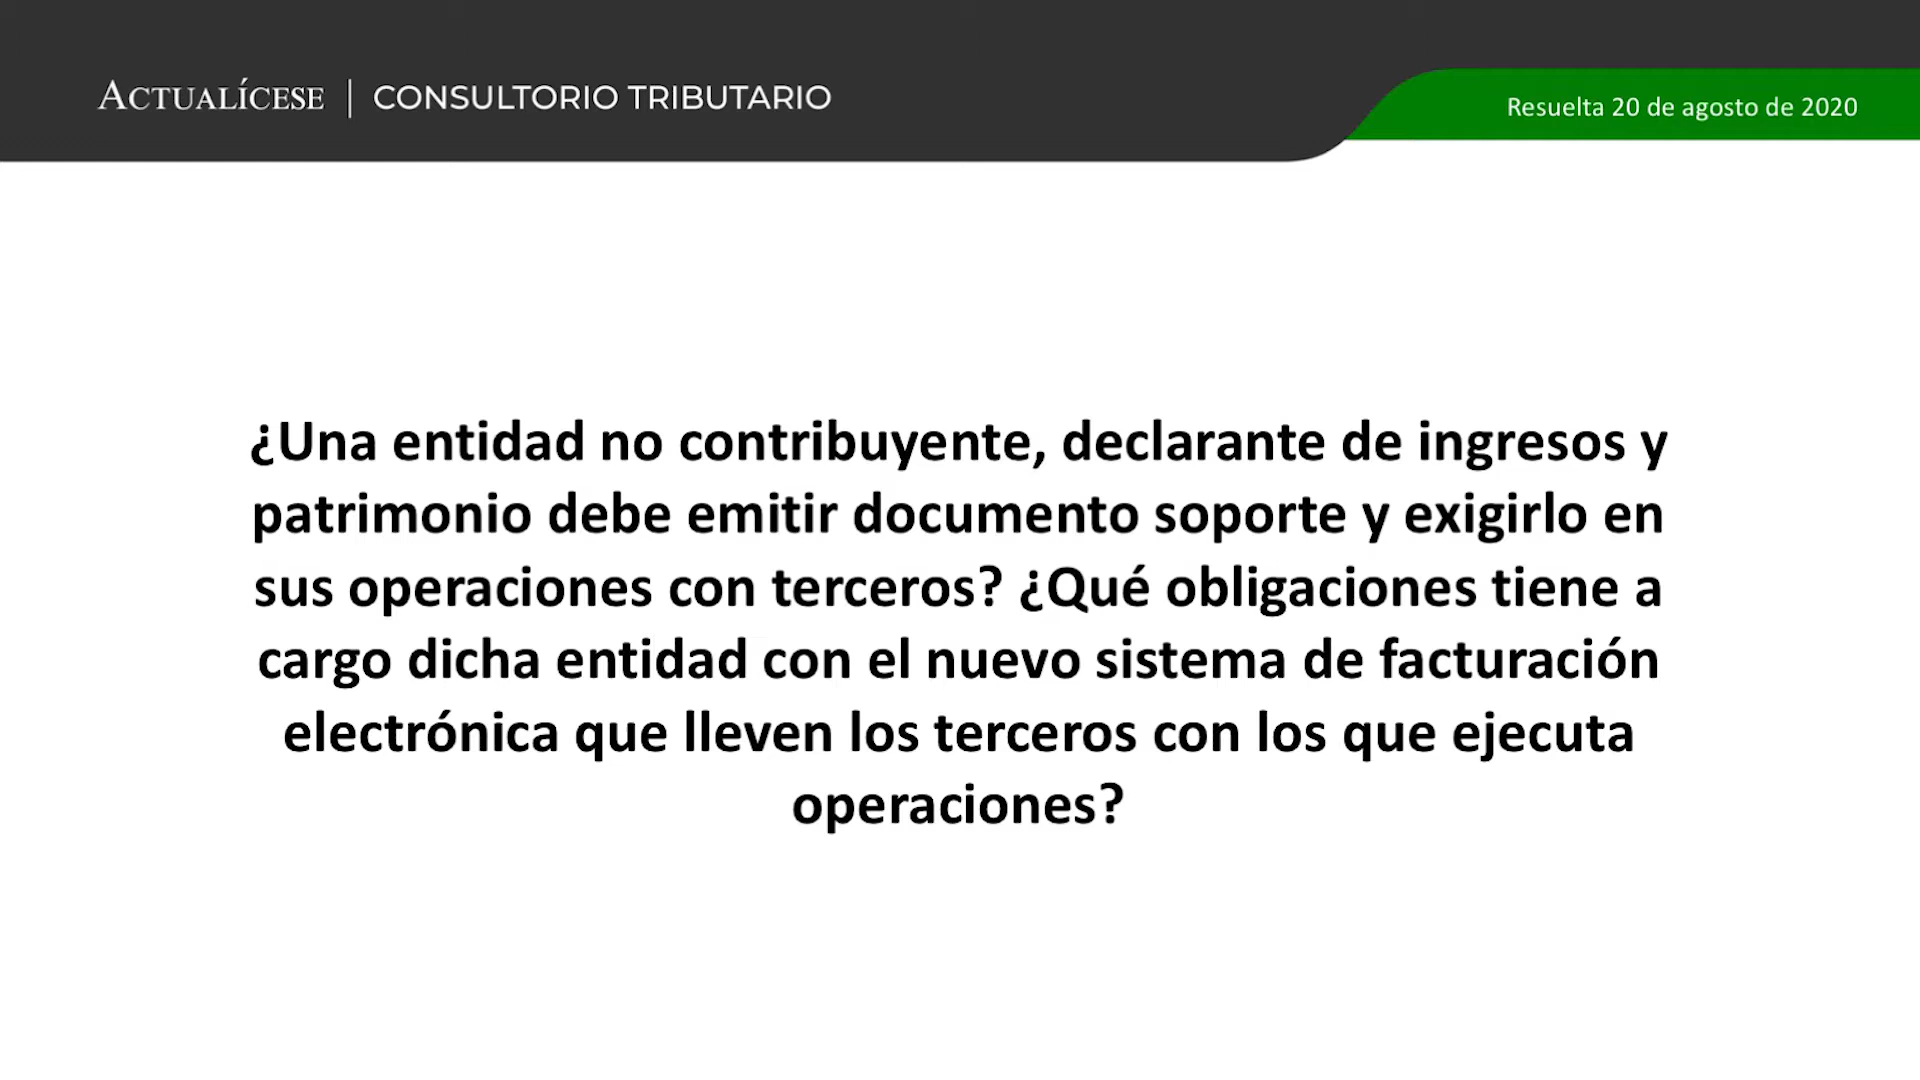 ACTUALÍCESE | CONSULTORIO TRIBUTARIO
Resuelta 20 de agosto de 2020
¿Una entidad no contribuyente, declarante de ingresos y
patrimonio debe emitir documento soporte y exigirlo en
sus operaciones con terceros? ¿Qué obligaciones tiene a
cargo dicha entidad con el nuevo sistema de facturación
electrónica que lleven los terceros con los que ejecuta
operaciones?